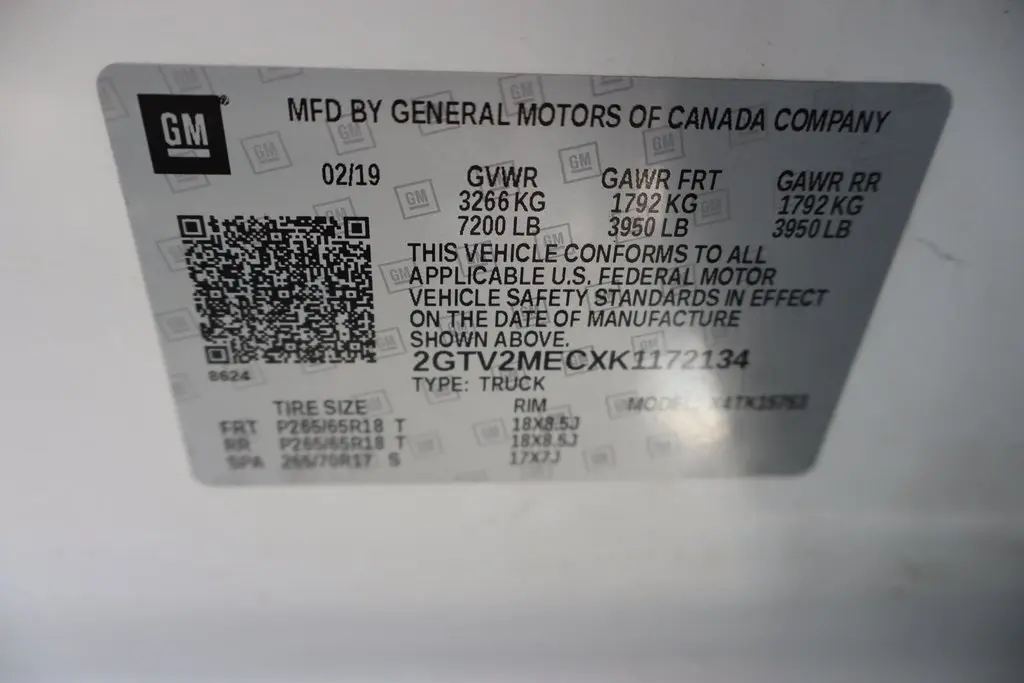 GM
MFD BY GENERAL MOTORS OF CANADA COMPANY
02/19 GVWR GAWR FRT GAWR RR
3266 KG 1792 KG 1792 KG
7200 LB 3950 LB 3950 LB
THIS VEHICLE CONFORMS TO ALL
APPLICABLE U.S. FEDERAL MOTOR
VEHICLE SAFETY STANDARDS IN EFFECT
ON THE DATE OF MANUFACTURE
SHOWN ABOVE.
2GTV2MECXK1172134
8624
TYPE: TRUCK
TIRE SIZE RIM MODEL:
FRT P265/65R18 T 18X8.5J
RR P265/65R18 T 18X8.5J
SPA 265/70R17 S 17X7J